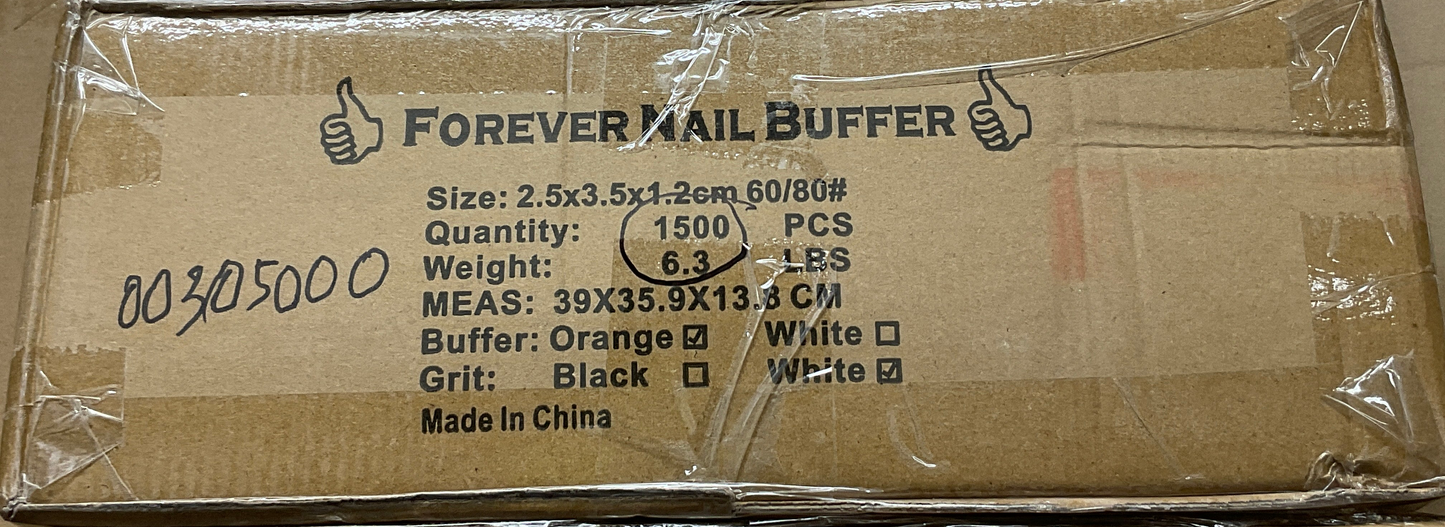 FOREVER NAIL BUFFER
Size: 2.5x3.5x1.2cm 60/80#
Quantity: 1500 PCS
Weight: 6.3 LBS
MEAS: 39X35.9X13.8 CM
Buffer: Orange ☑ White ☐
Grit: Black ☐ White ☑
Made In China
00305000